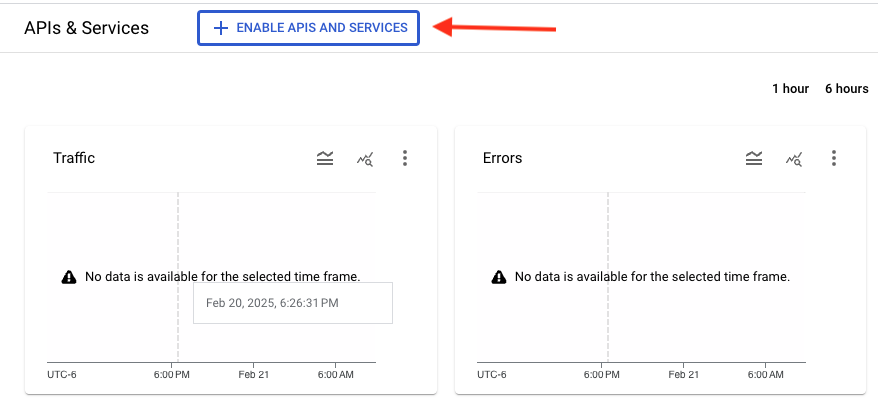 APIs & Services
ENABLE APIS AND SERVICES
1 hour 6 hours
Traffic
No data is available for the selected time frame.
Feb 20, 2025, 6:26:31 PM
UTC-6 6:00 PM Feb 21 6:00 AM
Errors
No data is available for the selected time frame.
UTC-6 6:00 PM Feb 21 6:00 AM